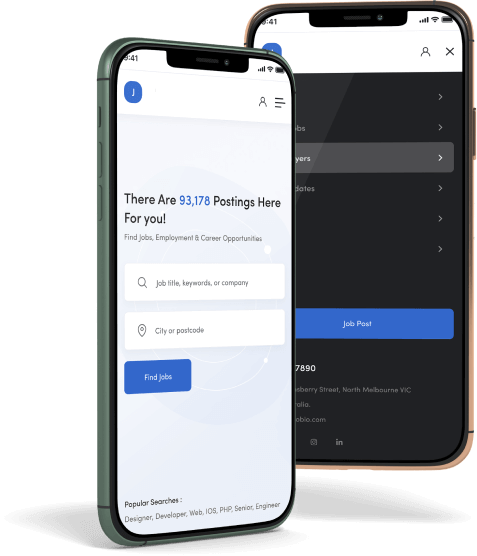 9:41
J
There Are 93,178 Postings Here
For you!
Find Jobs, Employment & Career Opportunities
Job title, keywords, or company
City or postcode
Find Jobs
Popular Searches :
Designer, Developer, Web, IOS, PHP, Senior, Engineer
:41
obs
yers
dates
Job Post
7890
eberry Street, North Melbourne VIC
ralia.
obio.com
in